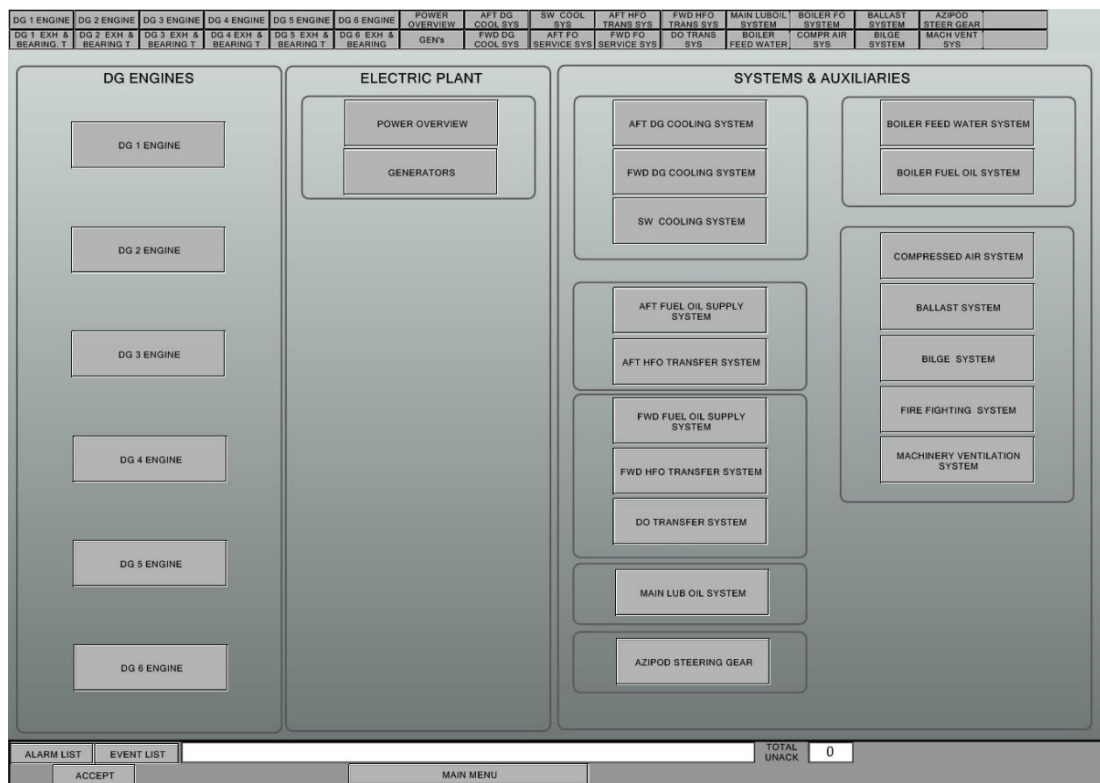 DG 1 ENGINE DG 2 ENGINE DG 3 ENGINE DG 4 ENGINE DG 5 ENGINE DG 6 ENGINE POWER OVERVIEW AFT DG COOL SYS SW COOL SYS AFT HFO TRANS SYS FWD HFO TRANS SYS MAIN LUBOIL SYSTEM BOILER FO SYSTEM BALLAST SYSTEM AZIPOD STEER GEAR
DG 1 EXH & BEARING. T DG 2 EXH & BEARING T DG 3 EXH & BEARING T DG 4 EXH & BEARING. T DG 5 EXH & BEARING T DG 6 EXH & BEARING GEN's FWD DG COOL SYS AFT FO SERVICE SYS FWD FO SERVICE SYS DO TRANS SYS BOILER FEED WATER COMPR AIR SYS BILGE SYSTEM MACH VENT SYS
DG ENGINES
DG 1 ENGINE
DG 2 ENGINE
DG 3 ENGINE
DG 4 ENGINE
DG 5 ENGINE
DG 6 ENGINE
ELECTRIC PLANT
POWER OVERVIEW
GENERATORS
SYSTEMS & AUXILIARIES
AFT DG COOLING SYSTEM
FWD DG COOLING SYSTEM
SW COOLING SYSTEM
AFT FUEL OIL SUPPLY
SYSTEM
AFT HFO TRANSFER SYSTEM
FWD FUEL OIL SUPPLY
SYSTEM
FWD HFO TRANSFER SYSTEM
DO TRANSFER SYSTEM
MAIN LUB OIL SYSTEM
AZIPOD STEERING GEAR
BOILER FEED WATER SYSTEM
BOILER FUEL OIL SYSTEM
COMPRESSED AIR SYSTEM
BALLAST SYSTEM
BILGE SYSTEM
FIRE FIGHTING SYSTEM
MACHINERY VENTILATION
SYSTEM
ALARM LIST EVENT LIST TOTAL UNACK 0
ACCEPT MAIN MENU